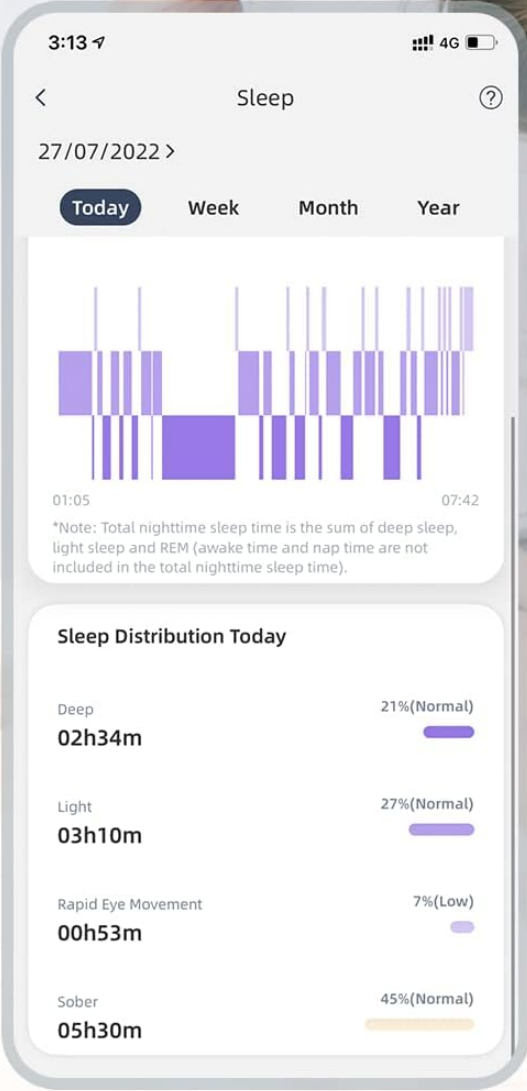 3:13
4G
Sleep
?
27/07/2022
Today Week Month Year
01:05 07:42
*Note: Total nighttime sleep time is the sum of deep sleep,
light sleep and REM (awake time and nap time are not
included in the total nighttime sleep time).
Sleep Distribution Today
Deep 21%(Normal)
02h34m
Light 27%(Normal)
03h10m
Rapid Eye Movement 7%(Low)
00h53m
Sober 45%(Normal)
05h30m